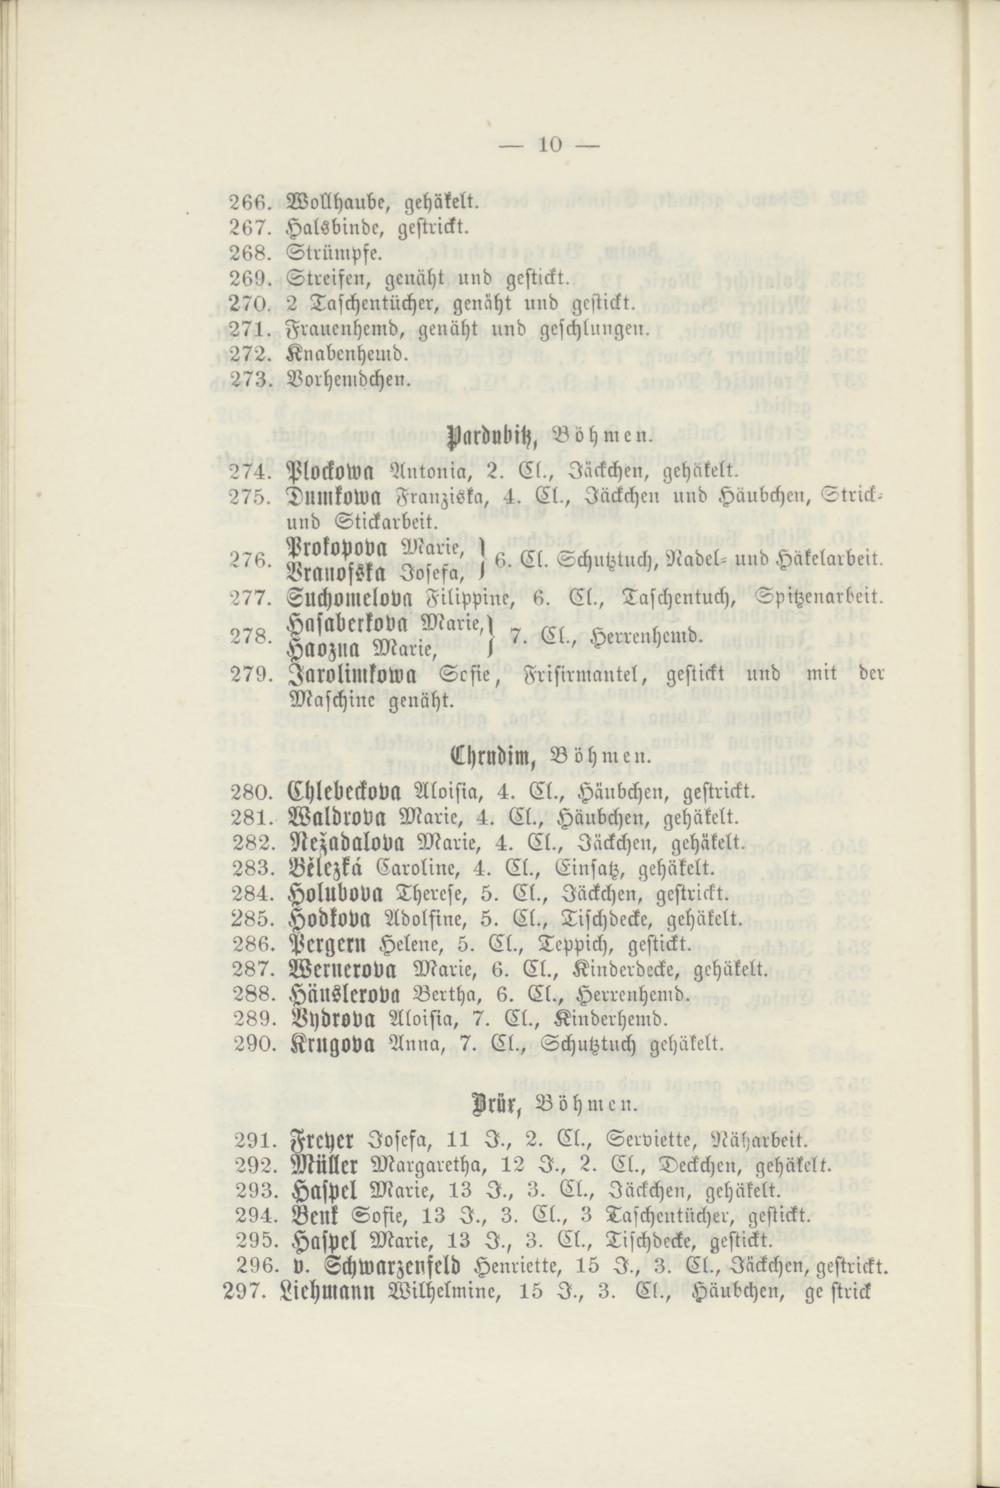 — 10 —
266. Wollhaube, gehäkelt.
267. Halsbinde, gestrickt.
268. Strümpfe.
269. Streifen, genäht und gestickt.
270. 2 Taschentücher, genäht und gestickt.
271. Frauenhemd, genäht und geschlungen.
272. Knabenhemd.
273. Vorhemdchen.
Pardubitz, Böhmen.
274. Plockowa Antonia, 2. Cl., Jäckchen, gehäkelt.
275. Dumkowa Franziska, 4. Cl., Jäckchen und Häubchen, Strick-
und Stickarbeit.
276. Prokopova Marie,
Vranofska Josefa, } 6. Cl. Schutztuch, Nadel- und Häkelarbeit.
277. Suchomelova Filippine, 6. Cl., Taschentuch, Spitzenarbeit.
278. Hasaberkova Marie,
Haozna Marie, } 7. Cl., Herrenhemd.
279. Jarolimkowa Sofie, Frisirmantel, gestickt und mit der
Maschine genäht.
Chrudim, Böhmen.
280. Chlebeckova Aloisia, 4. Cl., Häubchen, gestrickt.
281. Waldrova Marie, 4. Cl., Häubchen, gehäkelt.
282. Nežadalova Marie, 4. Cl., Jäckchen, gehäkelt.
283. Bělezká Caroline, 4. Cl., Einsatz, gehäkelt.
284. Holubova Therese, 5. Cl., Jäckchen, gestrickt.
285. Hodkova Adolfine, 5. Cl., Tischdecke, gehäkelt.
286. Pergern Helene, 5. Cl., Teppich, gestickt.
287. Wernerova Marie, 6. Cl., Kinderdecke, gehäkelt.
288. Häuslerova Bertha, 6. Cl., Herrenhemd.
289. Vydrova Aloisia, 7. Cl., Kinderhemd.
290. Krugova Anna, 7. Cl., Schutztuch gehäkelt.
Brüx, Böhmen.
291. Freyer Josefa, 11 J., 2. Cl., Serviette, Näharbeit.
292. Müller Margaretha, 12 J., 2. Cl., Deckchen, gehäkelt.
293. Haspel Marie, 13 J., 3. Cl., Jäckchen, gehäkelt.
294. Benk Sofie, 13 J., 3. Cl., 3 Taschentücher, gestickt.
295. Haspel Marie, 13 J., 3. Cl., Tischdecke, gestickt.
296. v. Schwarzenfeld Henriette, 15 J., 3. Cl., Jäckchen, gestrickt.
297. Liehmann Wilhelmine, 15 J., 3. Cl., Häubchen, ge strick